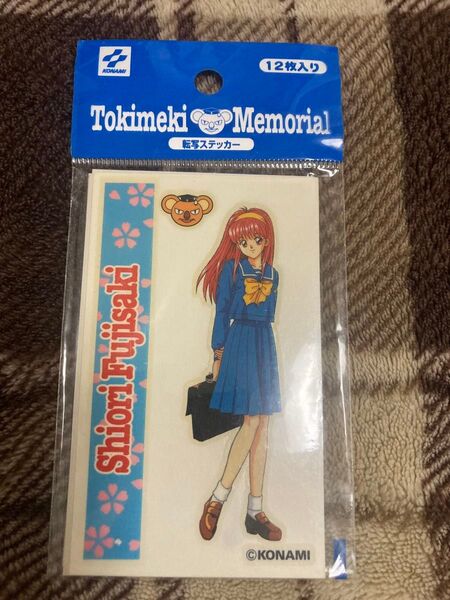 KONAMI
12枚入り
Tokimeki Memorial
転写ステッカー
Shiori Fujisaki
©KONAMI